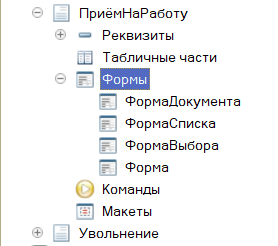 ПриёмНаРаботу
Реквизиты
Табличные части
Формы
ФормаДокумента
ФормаСписка
ФормаВыбора
Форма
Команды
Макеты
Увольнение